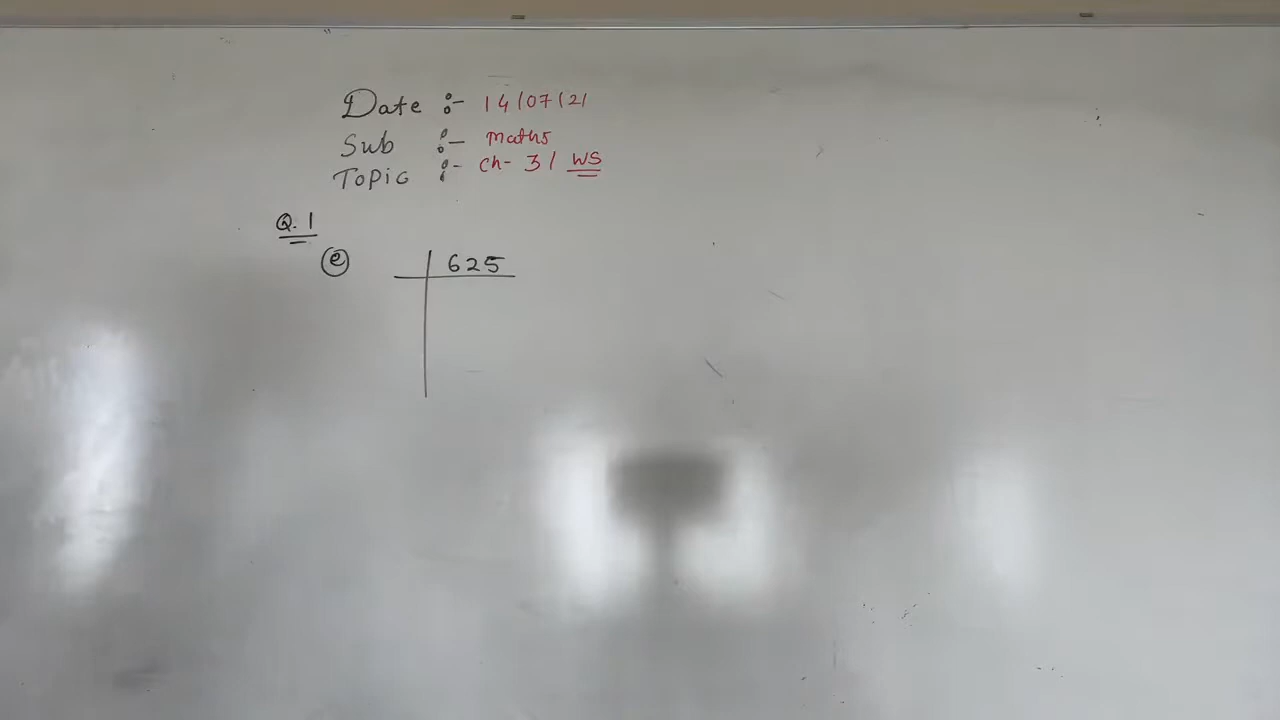 Date :- 14/07/21
Sub :- Maths
Topic :- Ch- 3/ WS
Q. 1
e 625